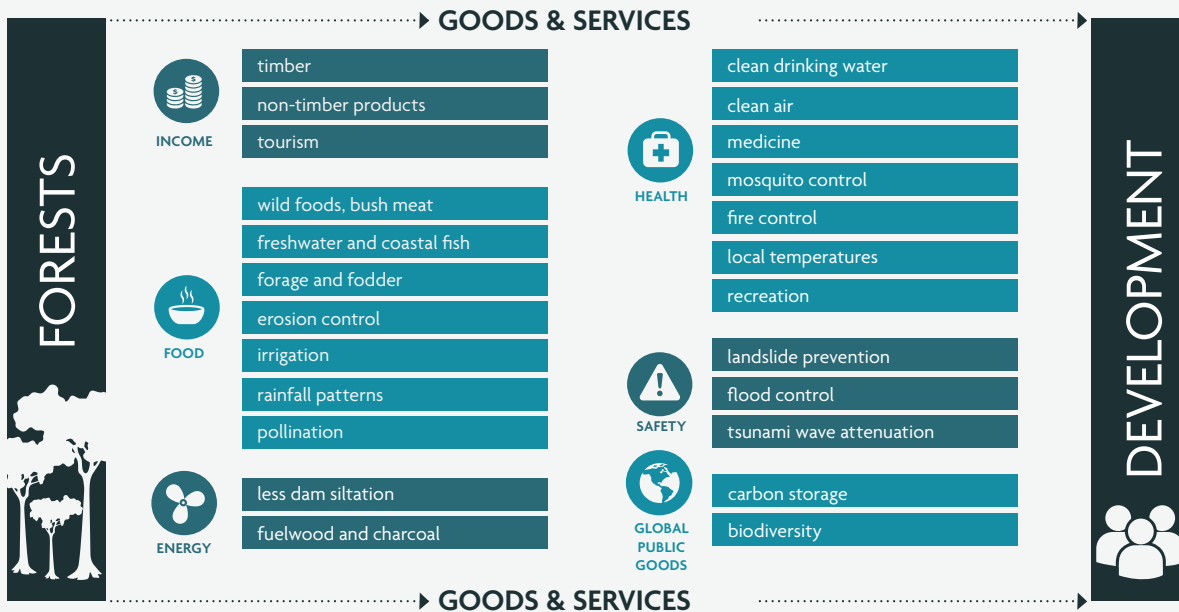 GOODS & SERVICES
FORESTS
INCOME
timber
non-timber products
tourism
FOOD
wild foods, bush meat
freshwater and coastal fish
forage and fodder
erosion control
irrigation
rainfall patterns
pollination
ENERGY
less dam siltation
fuelwood and charcoal
HEALTH
clean drinking water
clean air
medicine
mosquito control
fire control
local temperatures
recreation
SAFETY
landslide prevention
flood control
tsunami wave attenuation
GLOBAL
PUBLIC
GOODS
carbon storage
biodiversity
DEVELOPMENT
GOODS & SERVICES